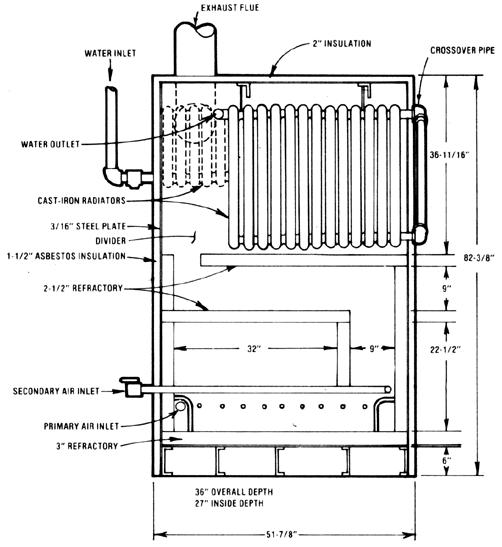 EXHAUST FLUE
2" INSULATION
WATER INLET
CROSSOVER PIPE
WATER OUTLET
36-11/16"
CAST-IRON RADIATORS
3/16" STEEL PLATE
DIVIDER
1-1/2" ASBESTOS INSULATION
82-3/8"
2-1/2" REFRACTORY
9"
32"
9"
22-1/2"
SECONDARY AIR INLET
PRIMARY AIR INLET
3" REFRACTORY
6"
36" OVERALL DEPTH
27" INSIDE DEPTH
51-7/8"